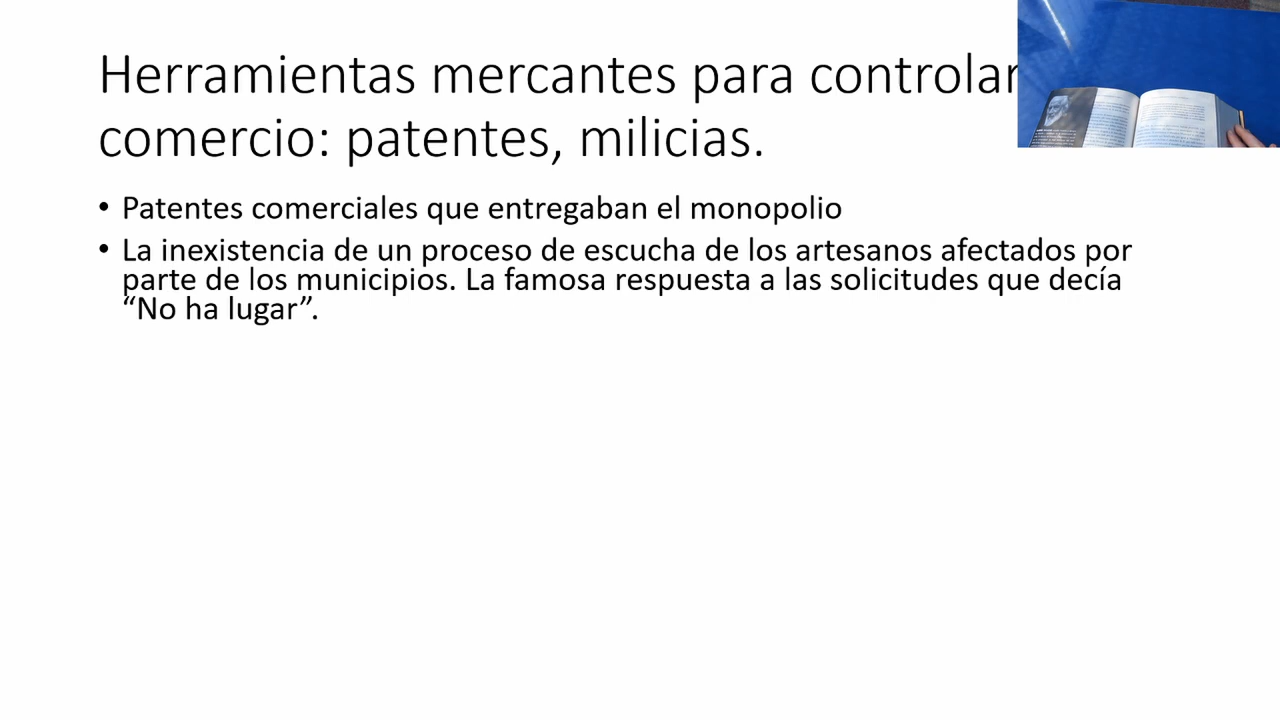 Herramientas mercantes para controlar
comercio: patentes, milicias.
• Patentes comerciales que entregaban el monopolio
• La inexistencia de un proceso de escucha de los artesanos afectados por
parte de los municipios. La famosa respuesta a las solicitudes que decía
“No ha lugar”.